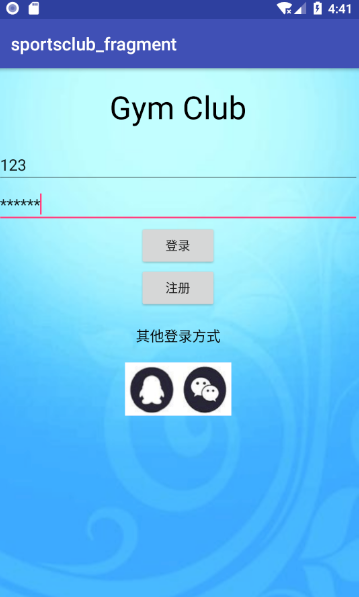 4:41
sportsclub_fragment
Gym Club
123
******
登录
注册
其他登录方式